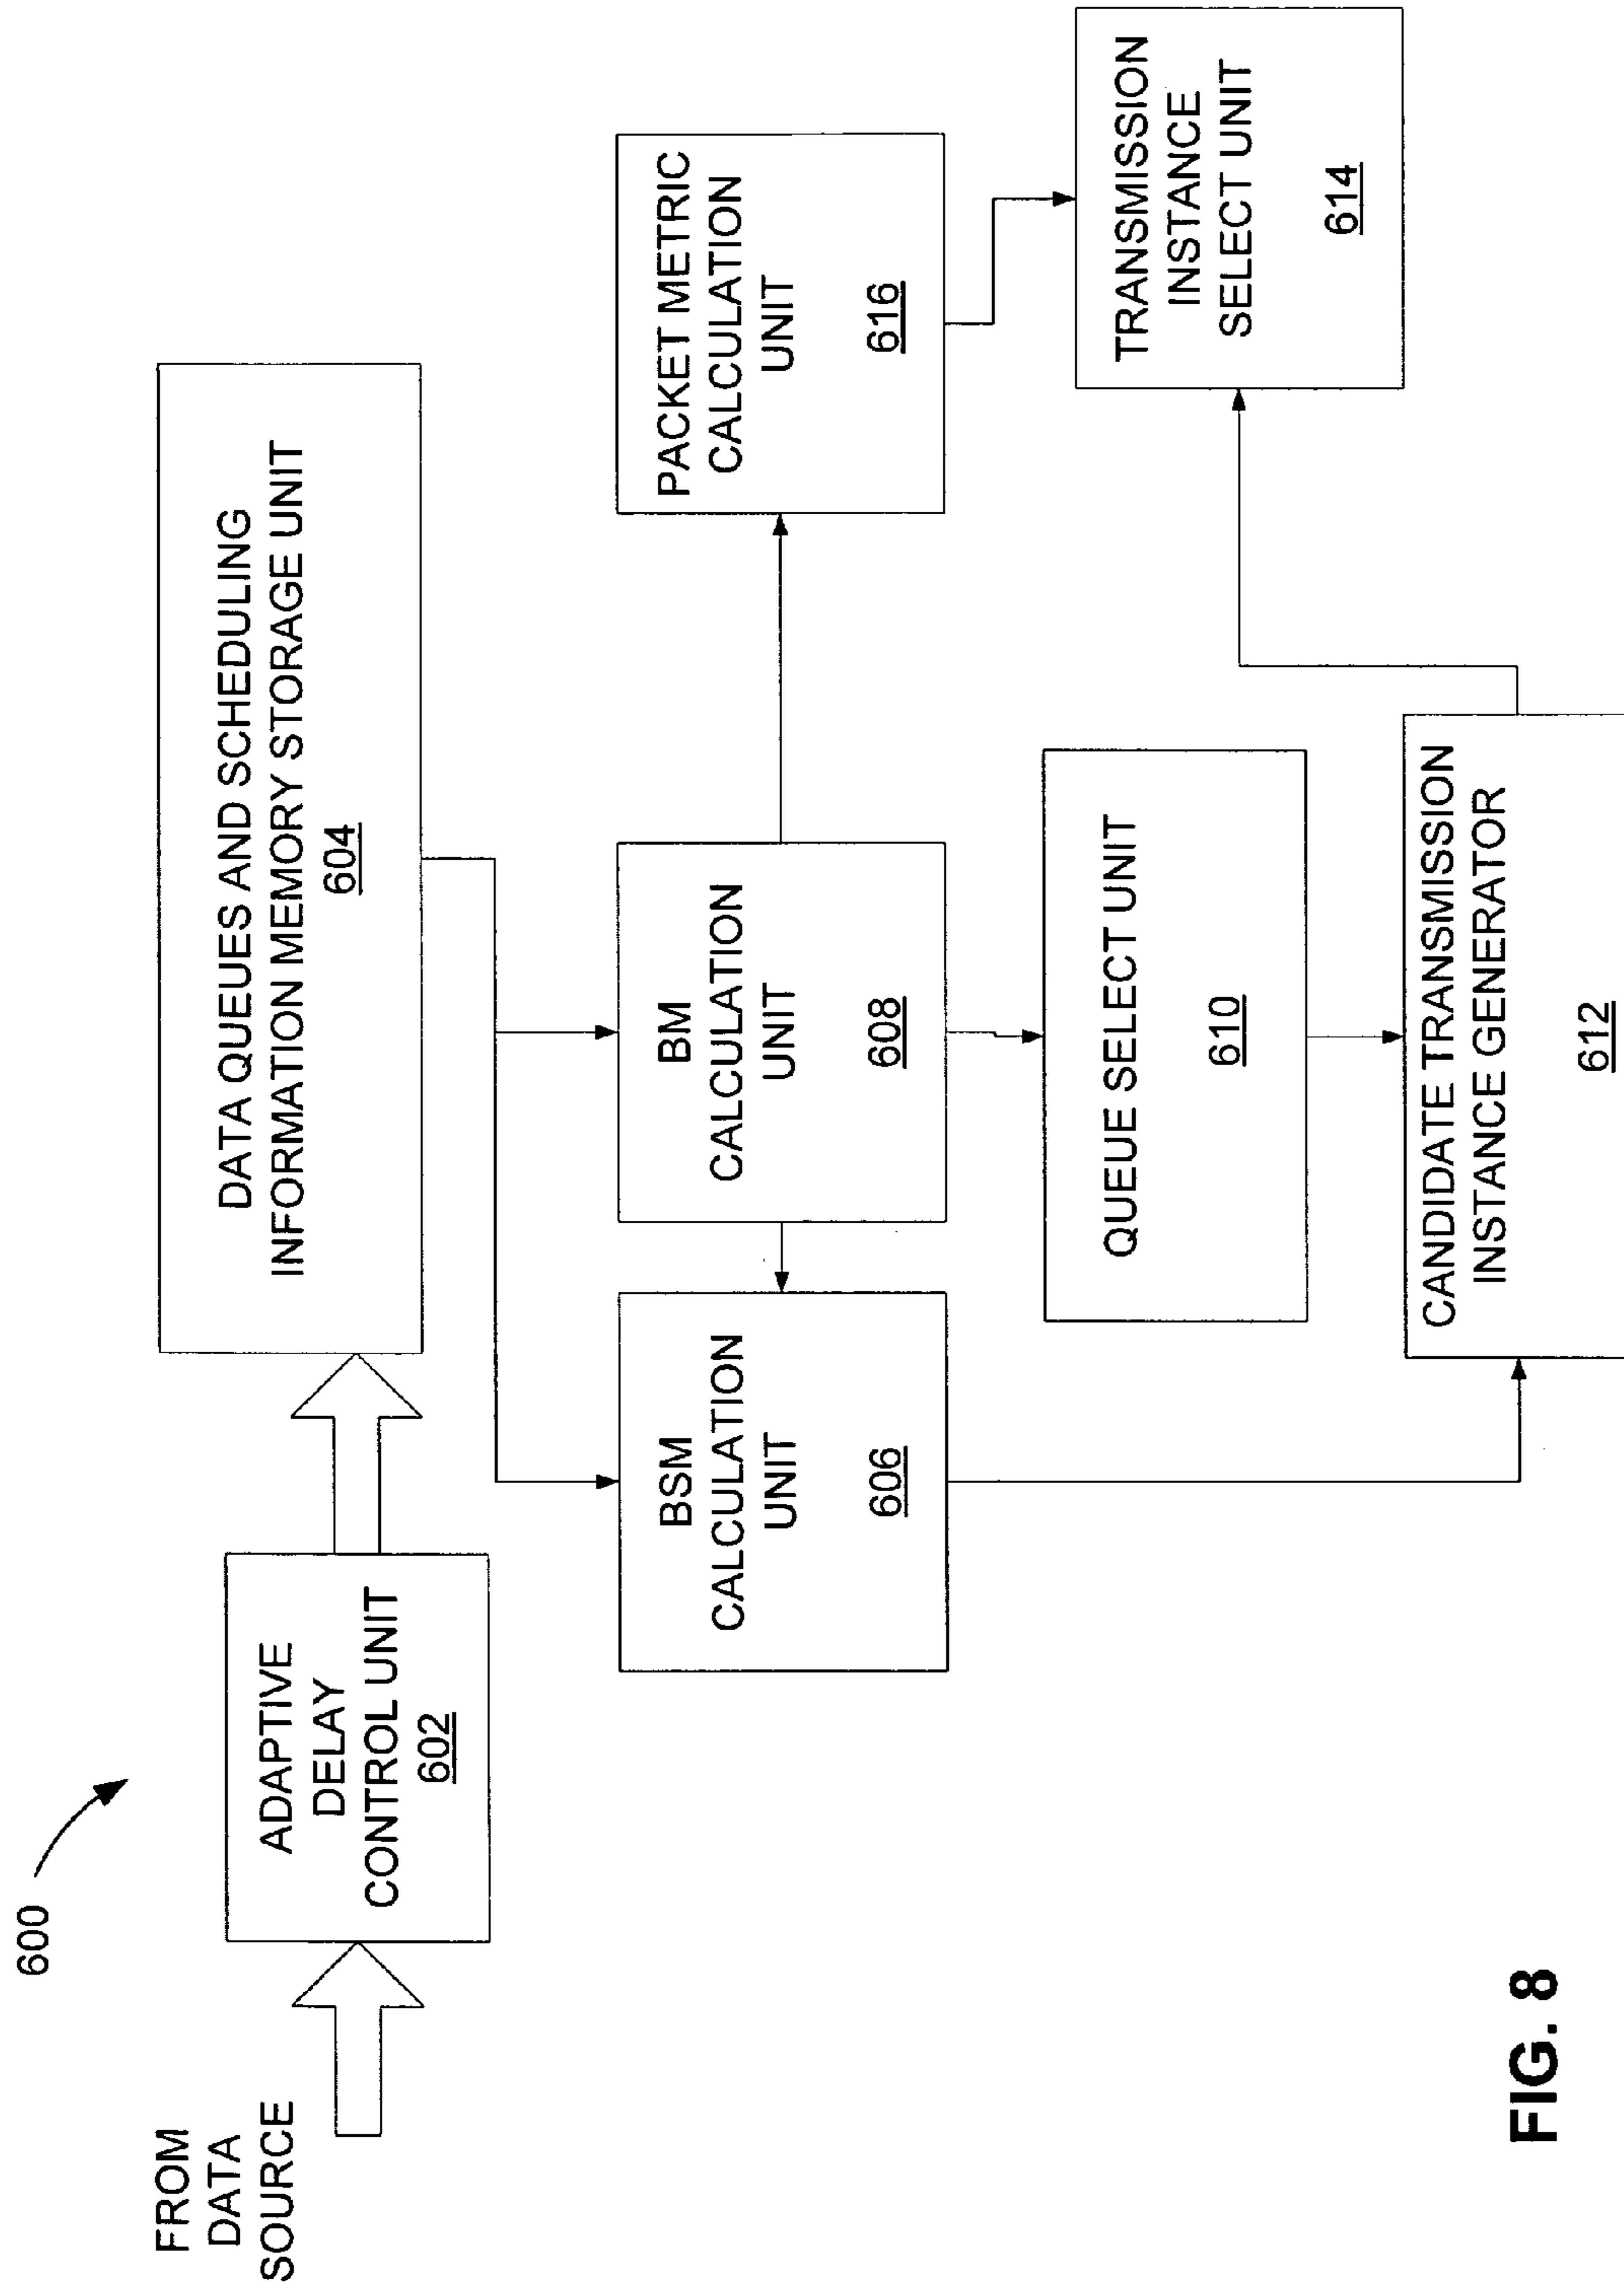 600
FROM
DATA
SOURCE
ADAPTIVE
DELAY
CONTROL UNIT
602
DATA QUEUES AND SCHEDULING
INFORMATION MEMORY STORAGE UNIT
604
BSM
CALCULATION
UNIT
606
BM
CALCULATION
UNIT
608
PACKET METRIC
CALCULATION
UNIT
616
QUEUE SELECT UNIT
610
TRANSMISSION
INSTANCE
SELECT UNIT
614
CANDIDATE TRANSMISSION
INSTANCE GENERATOR
612
FIG. 8